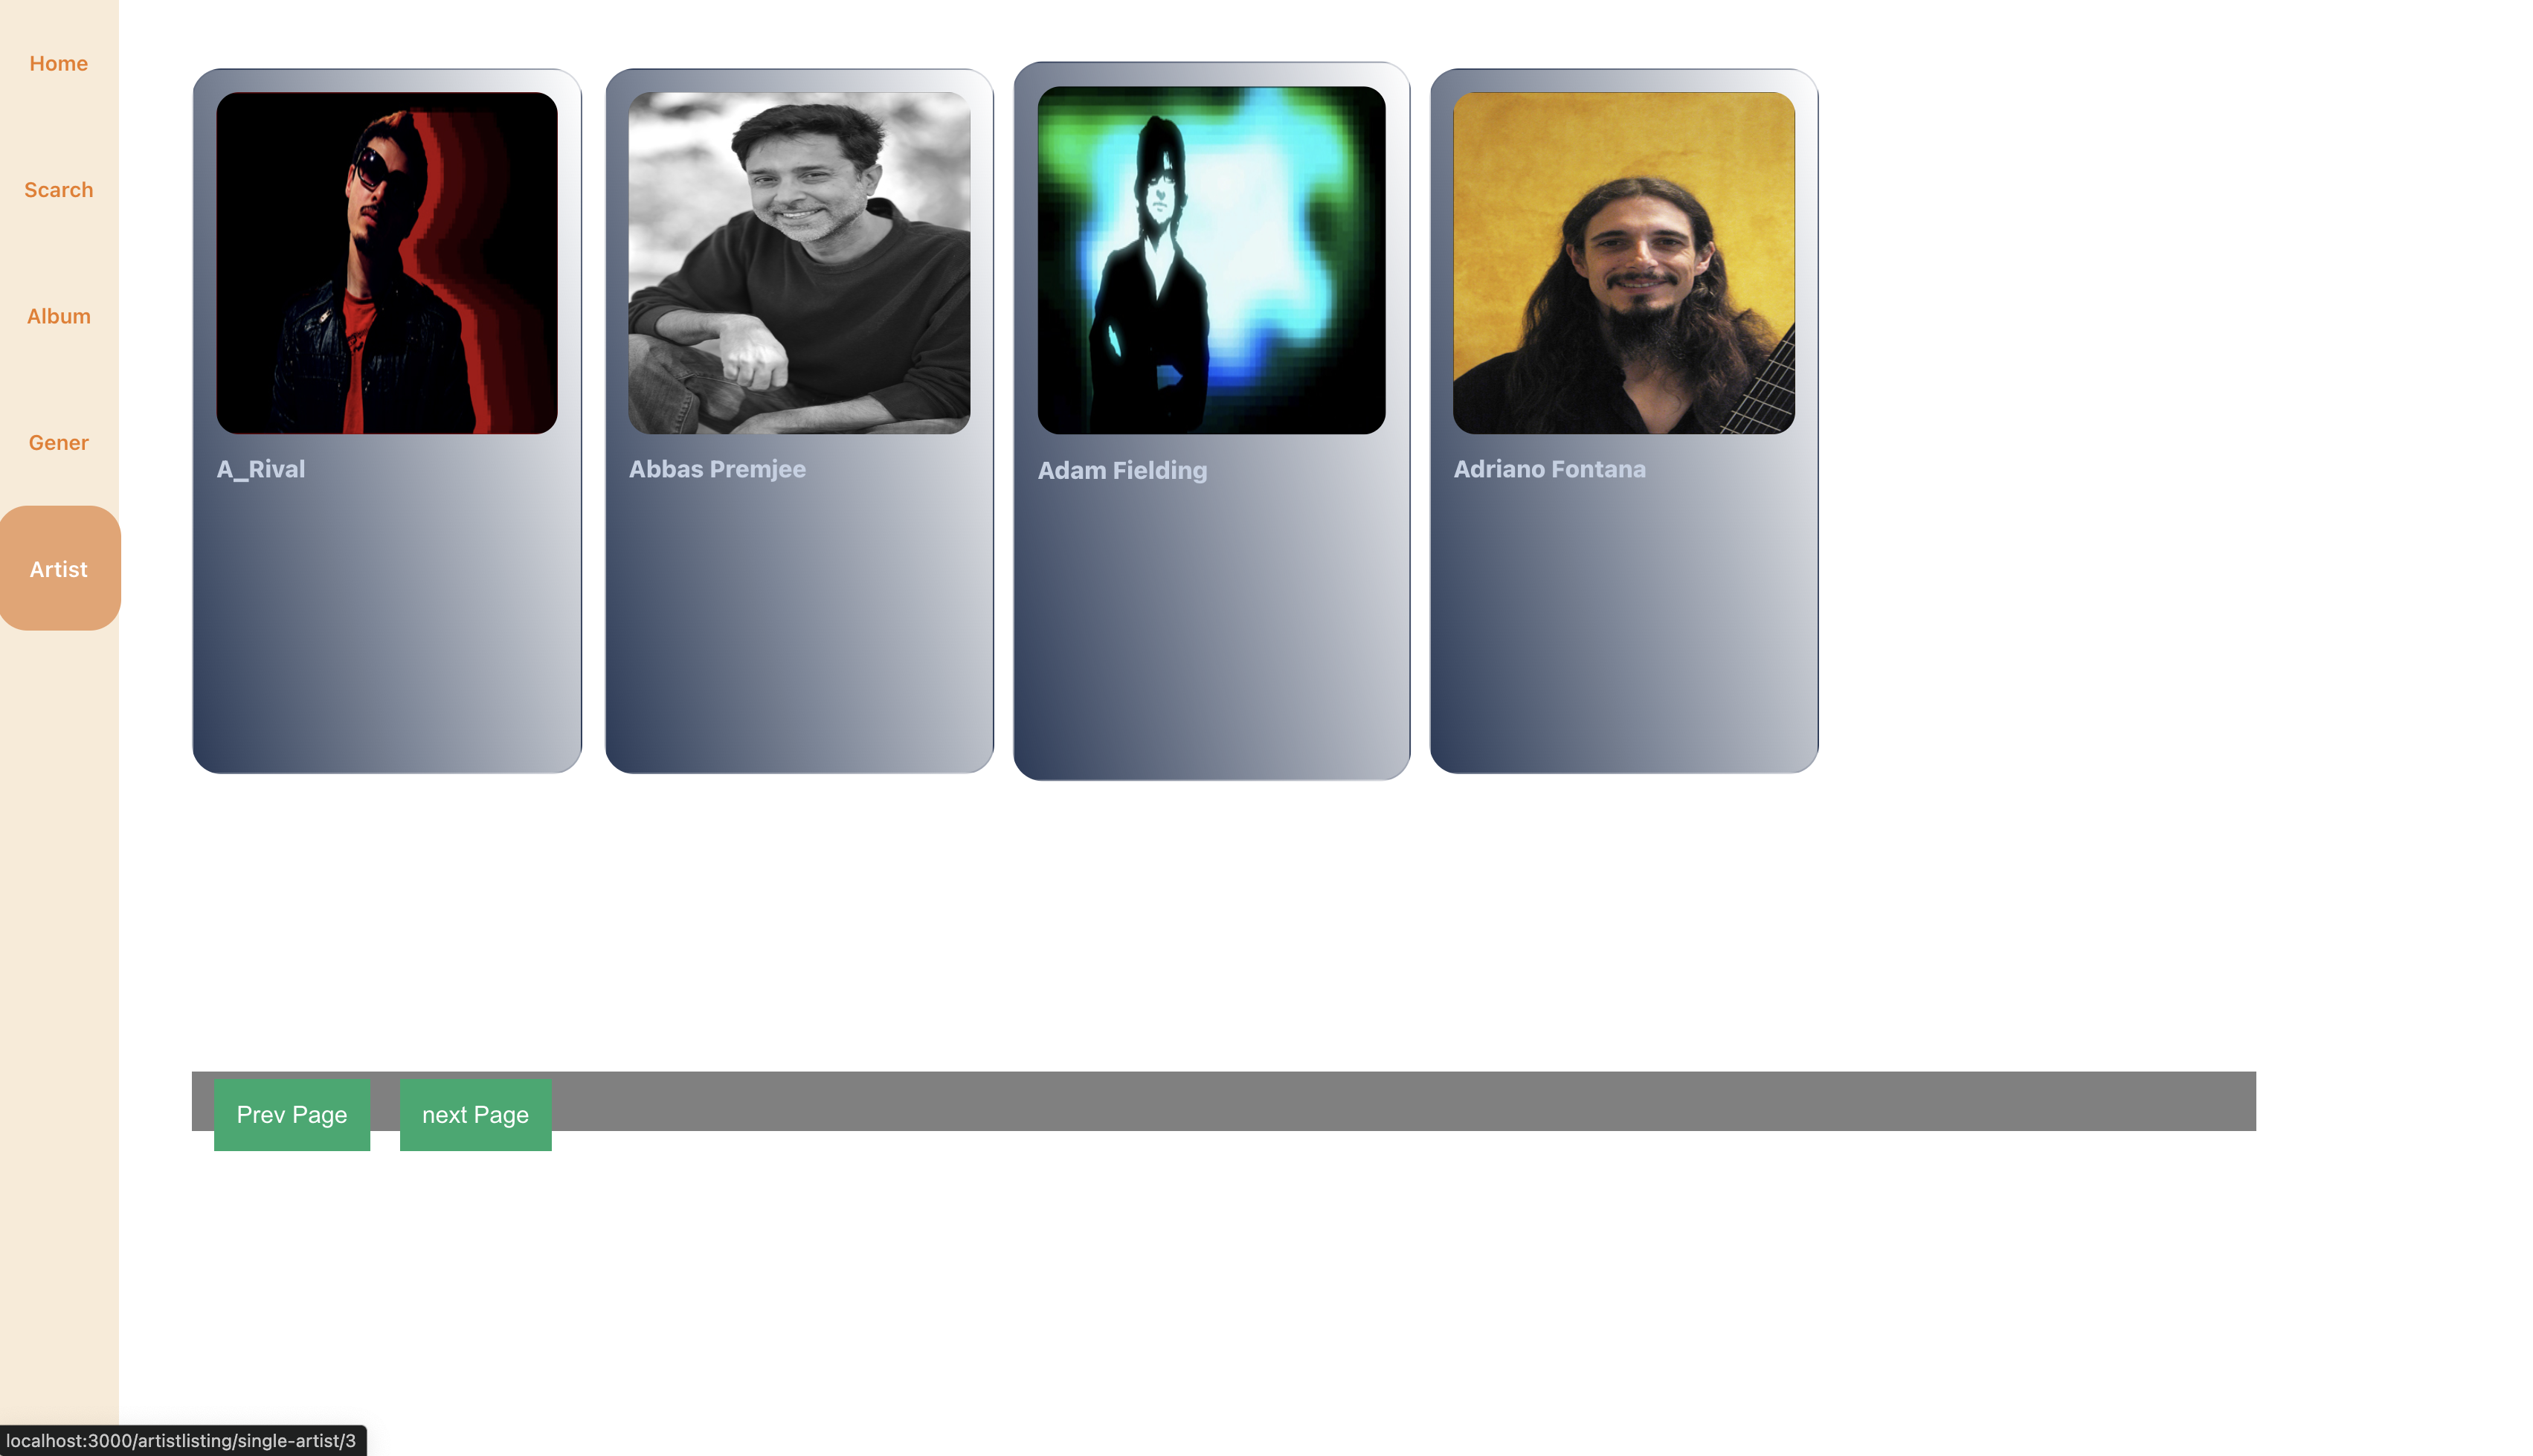 Home
Scarch
Album
Gener
Artist
A_Rival
Abbas Premjee
Adam Fielding
Adriano Fontana
Prev Page
next Page
localhost:3000/artistlisting/single-artist/3